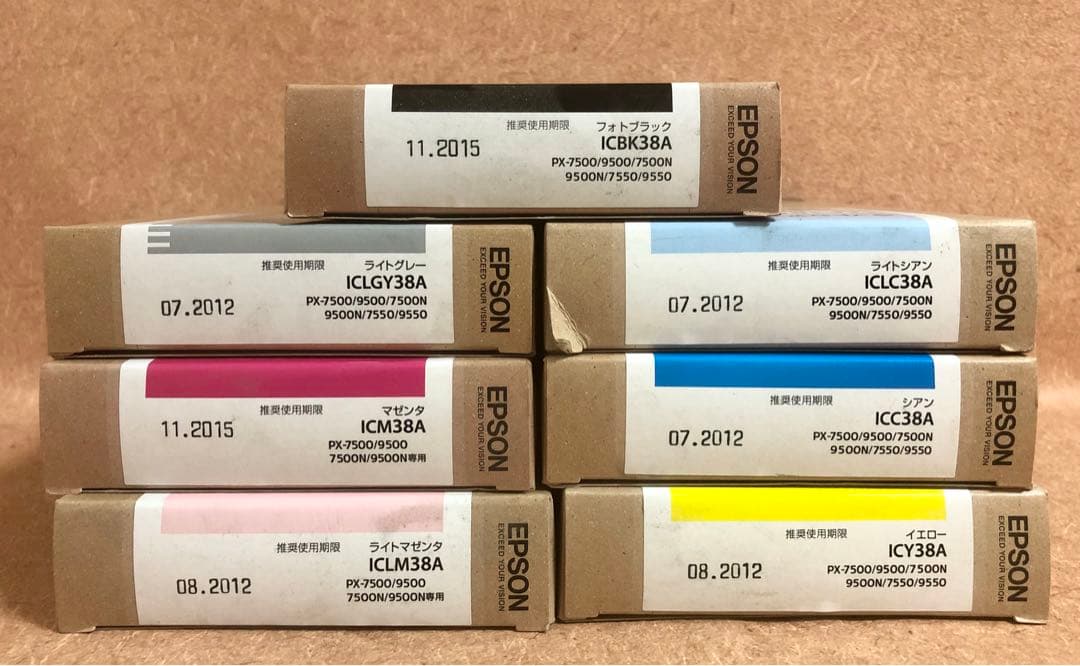 推奨使用期限
フォトブラック
11.2015
ICBK38A
PX-7500/9500/7500N
9500N/7550/9550
EPSON
EXCEED YOUR VISION
推奨使用期限
ライトグレー
07.2012
ICLGY38A
PX-7500/9500/7500N
9500N/7550/9550
EPSON
EXCEED YOUR VISION
推奨使用期限
ライトシアン
07.2012
ICLC38A
PX-7500/9500/7500N
9500N/7550/9550
EPSON
EXCEED YOUR VISION
推奨使用期限
マゼンタ
11.2015
ICM38A
PX-7500/9500
7500N/9500N専用
EPSON
EXCEED YOUR VISION
推奨使用期限
シアン
07.2012
ICC38A
PX-7500/9500/7500N
9500N/7550/9550
EPSON
EXCEED YOUR VISION
推奨使用期限
ライトマゼンタ
08.2012
ICLM38A
PX-7500/9500
7500N/9500N専用
EPSON
EXCEED YOUR VISION
推奨使用期限
イエロー
08.2012
ICY38A
PX-7500/9500/7500N
9500N/7550/9550
EPSON
EXCEED YOUR VISION